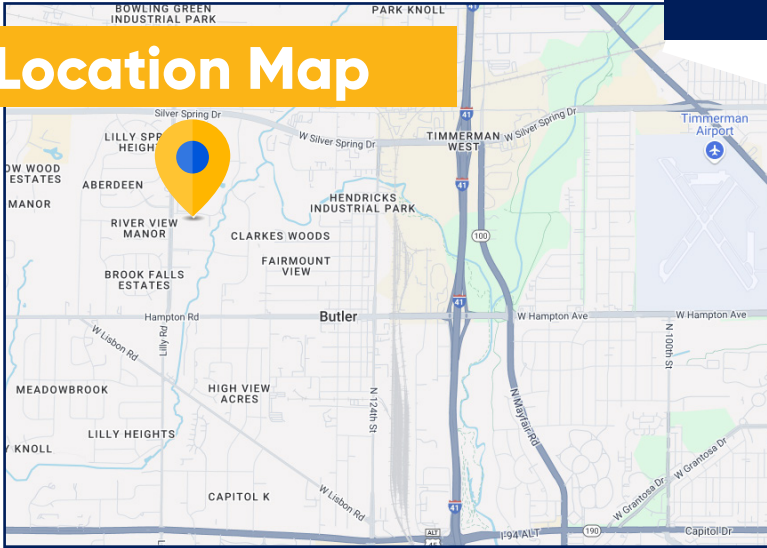 BOWLING GREEN
INDUSTRIAL PARK
PARK KNOLL
41
Location Map
Silver Spring Dr
41
LILLY SPR
HEIGH
W Silver Spring Dr
TIMMERMAN
WEST
W Silver Spring Dr
Timmerman
Airport
OW WOOD
ESTATES
ABERDEEN
41
MANOR
HENDRICKS
INDUSTRIAL PARK
RIVER VIEW
MANOR
CLARKES WOODS
100
FAIRMOUNT
VIEW
BROOK FALLS
ESTATES
41
Hampton Rd
Butler
W Hampton Ave
W Hampton Ave
W Lisbon Rd
Lilly Rd
N 100th St
MEADOWBROOK
HIGH VIEW
ACRES
N 124th St
N Mayfair Rd
LILLY HEIGHTS
Y KNOLL
W Grantosa Dr
W Grantosa Dr
CAPITOL K
W Lisbon Rd
41
ALT
45
I-94 ALT
190
Capitol Dr